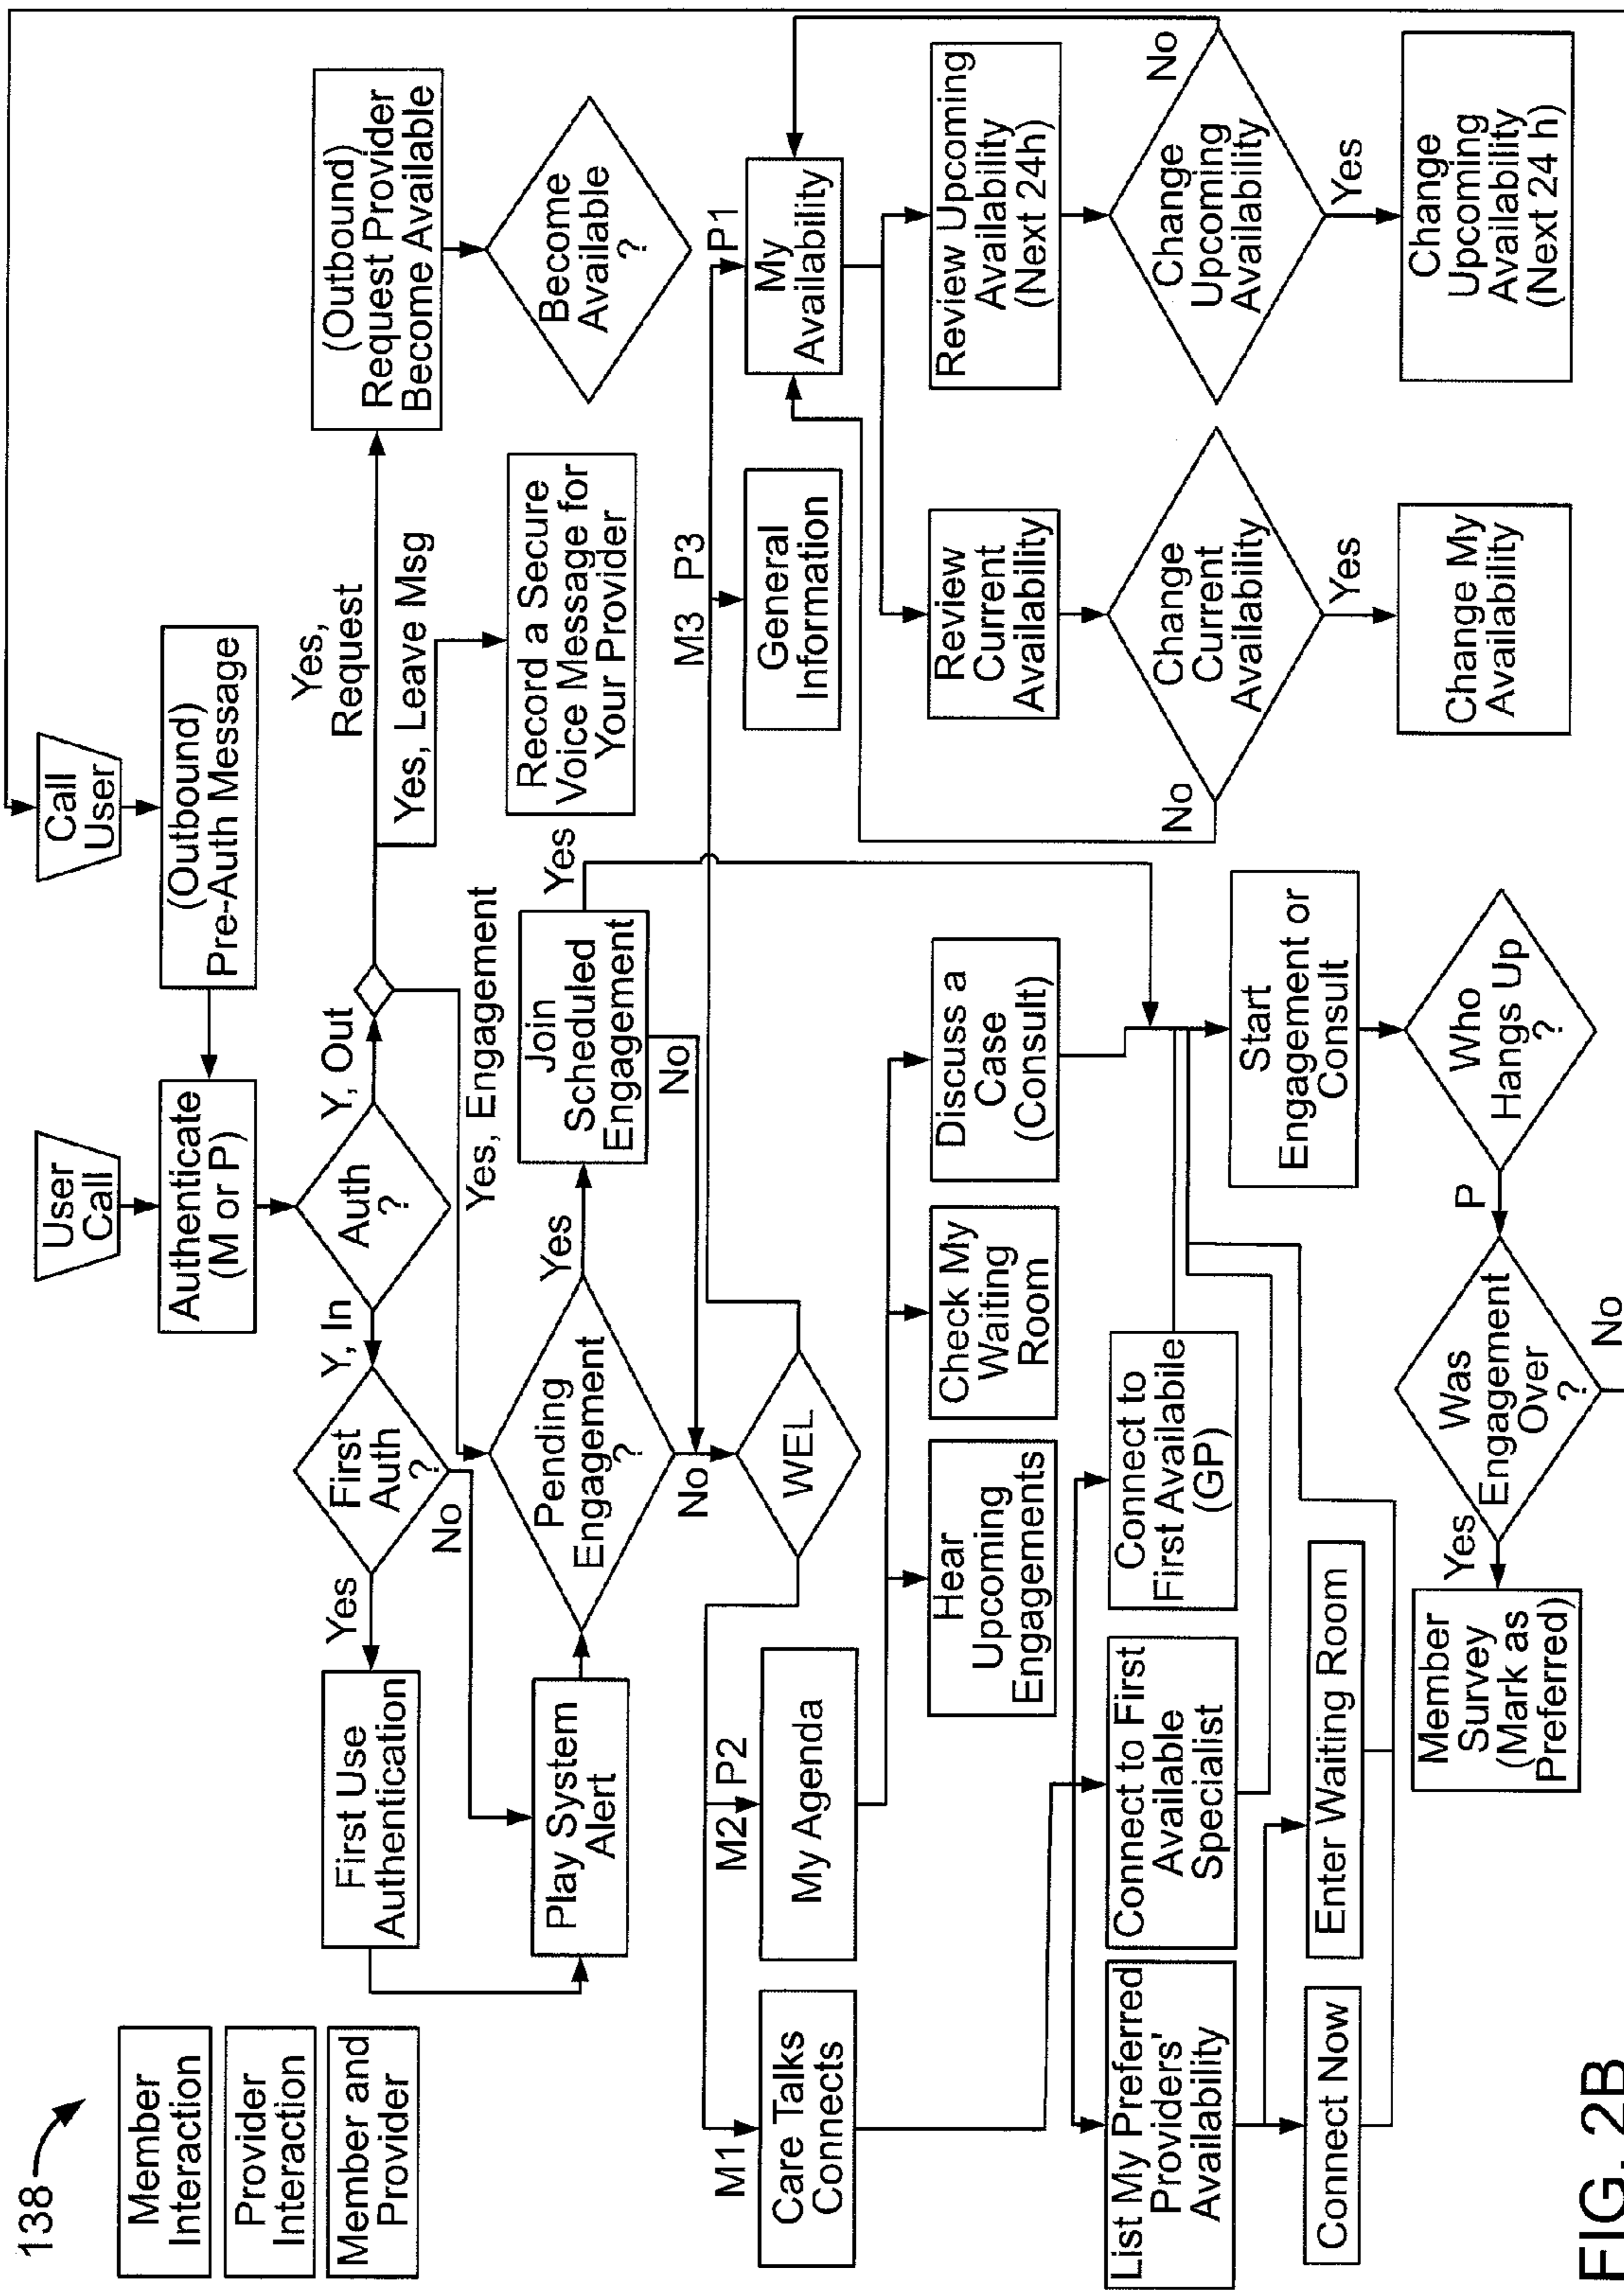 138
Member
Interaction
Provider
Interaction
Member and
Provider
User
Call
Call
User
Authenticate
(M or P)
(Outbound)
Pre-Auth Message
Auth
?
Y, In
Y, Out
First
Auth
?
Yes
No
First Use
Authentication
Yes,
Request
Yes, Leave Msg
Yes, Engagement
(Outbound)
Request Provider
Become Available
Become
Available
?
Record a Secure
Voice Message for
Your Provider
Play System
Alert
Pending
Engagement
?
Yes
No
Join
Scheduled
Engagement
Yes
No
WEL
M1
M2 P2
M3 P3
P1
Care Talks
Connects
My Agenda
General
Information
My
Availability
Hear
Upcoming
Engagements
Check My
Waiting
Room
Discuss a
Case
(Consult)
Review
Current
Availability
Review Upcoming
Availability
(Next 24h)
List My Preferred
Providers'
Availability
Connect to First
Available
Specialist
Connect to
First Availabile
(GP)
Change
Current
Availability
No
Yes
Change
Upcoming
Availability
No
Yes
Connect Now
Enter Waiting Room
Start
Engagement or
Consult
Change My
Availability
Change
Upcoming
Availability
(Next 24 h)
Who
Hangs Up
?
P
Was
Engagement
Over
?
Yes
No
Member
Survey
(Mark as
Preferred)
FIG. 2B